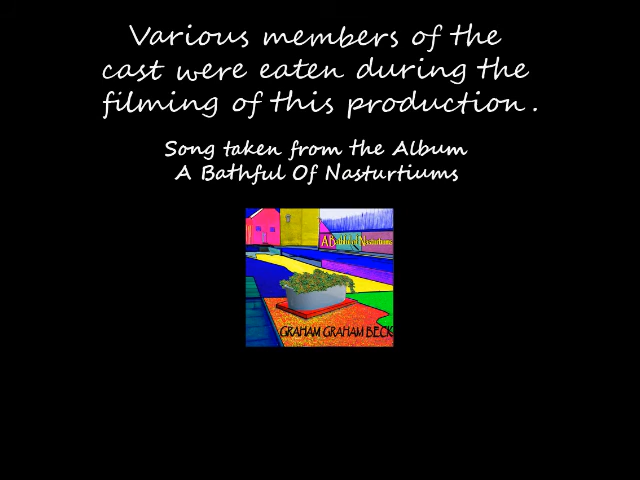 Various members of the
cast were eaten during the
filming of this production.
Song taken from the Album
A Bathful Of Nasturtiums
A Bathful of Nasturtiums
GRAHAM GRAHAM BECK